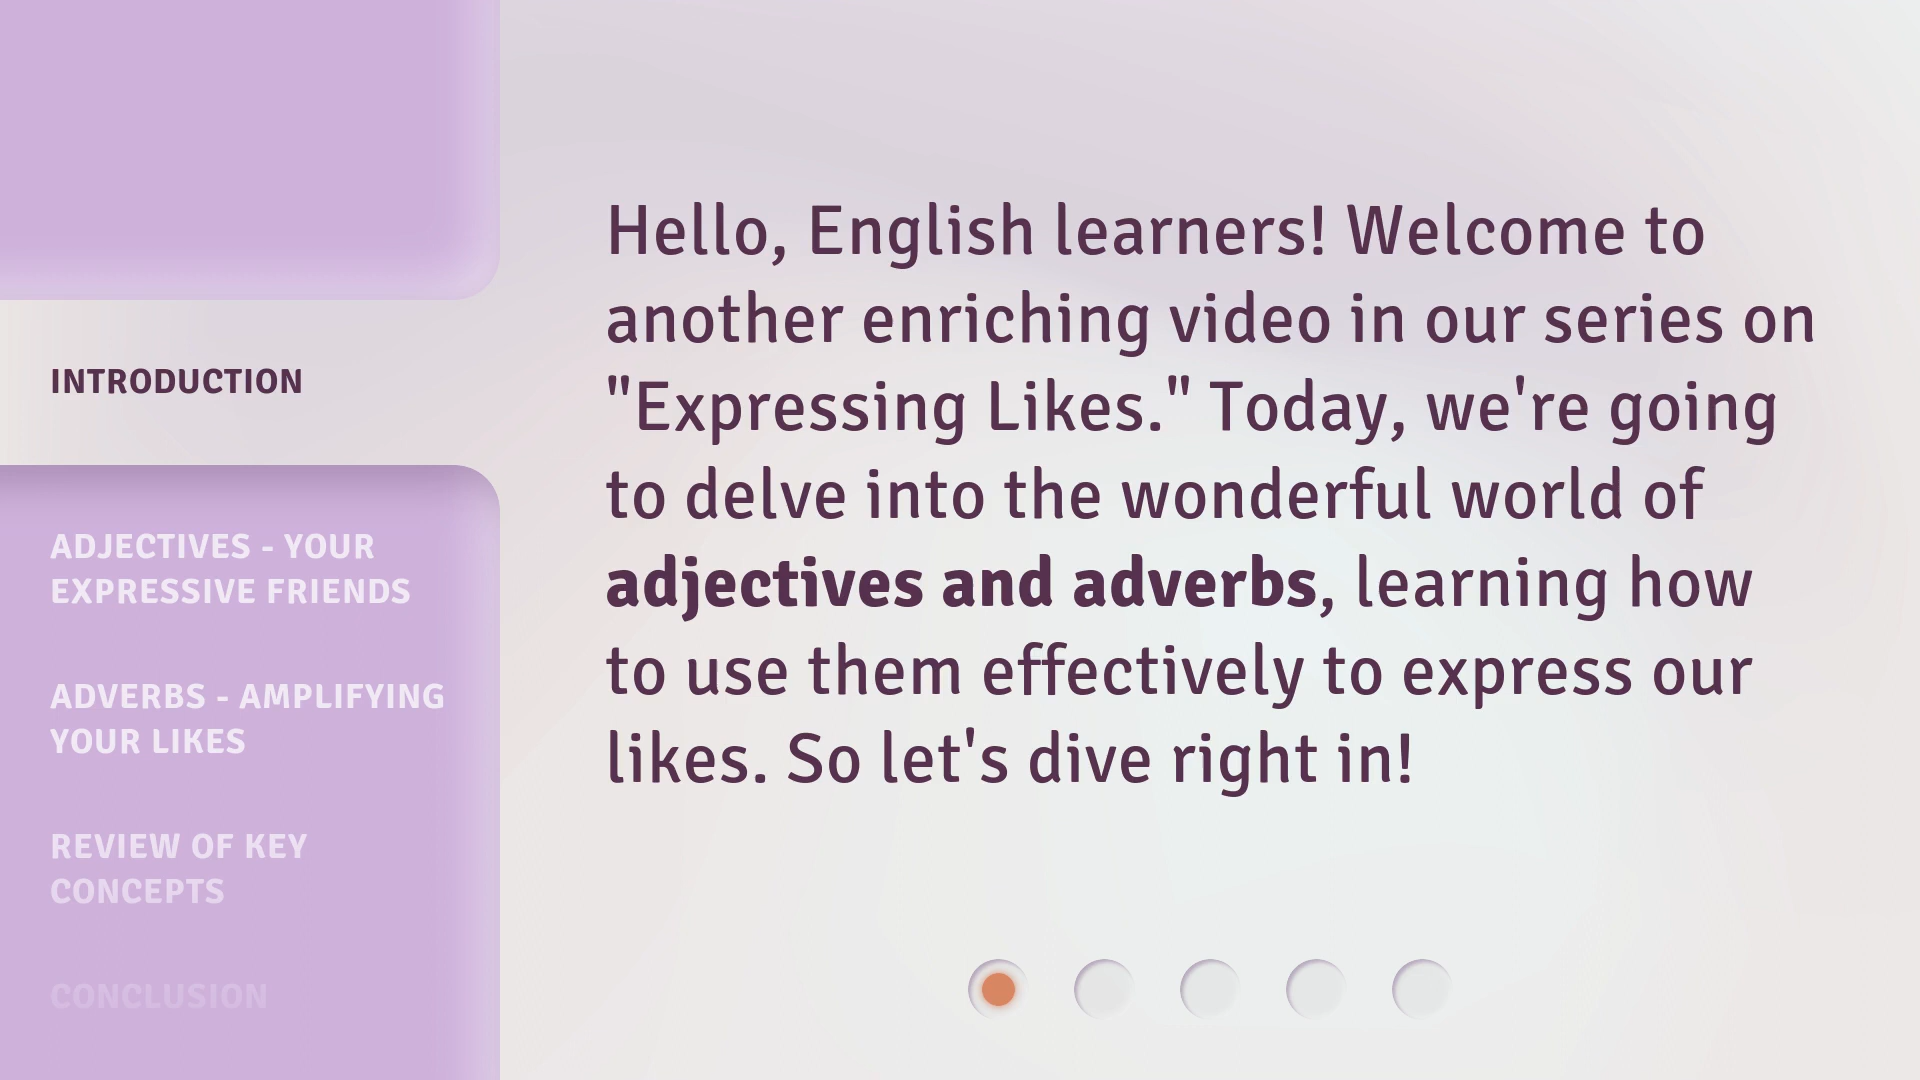 INTRODUCTION
ADJECTIVES - YOUR
EXPRESSIVE FRIENDS
ADVERBS - AMPLIFYING
YOUR LIKES
REVIEW OF KEY
CONCEPTS
CONCLUSION
Hello, English learners! Welcome to
another enriching video in our series on
"Expressing Likes." Today, we're going
to delve into the wonderful world of
adjectives and adverbs, learning how
to use them effectively to express our
likes. So let's dive right in!